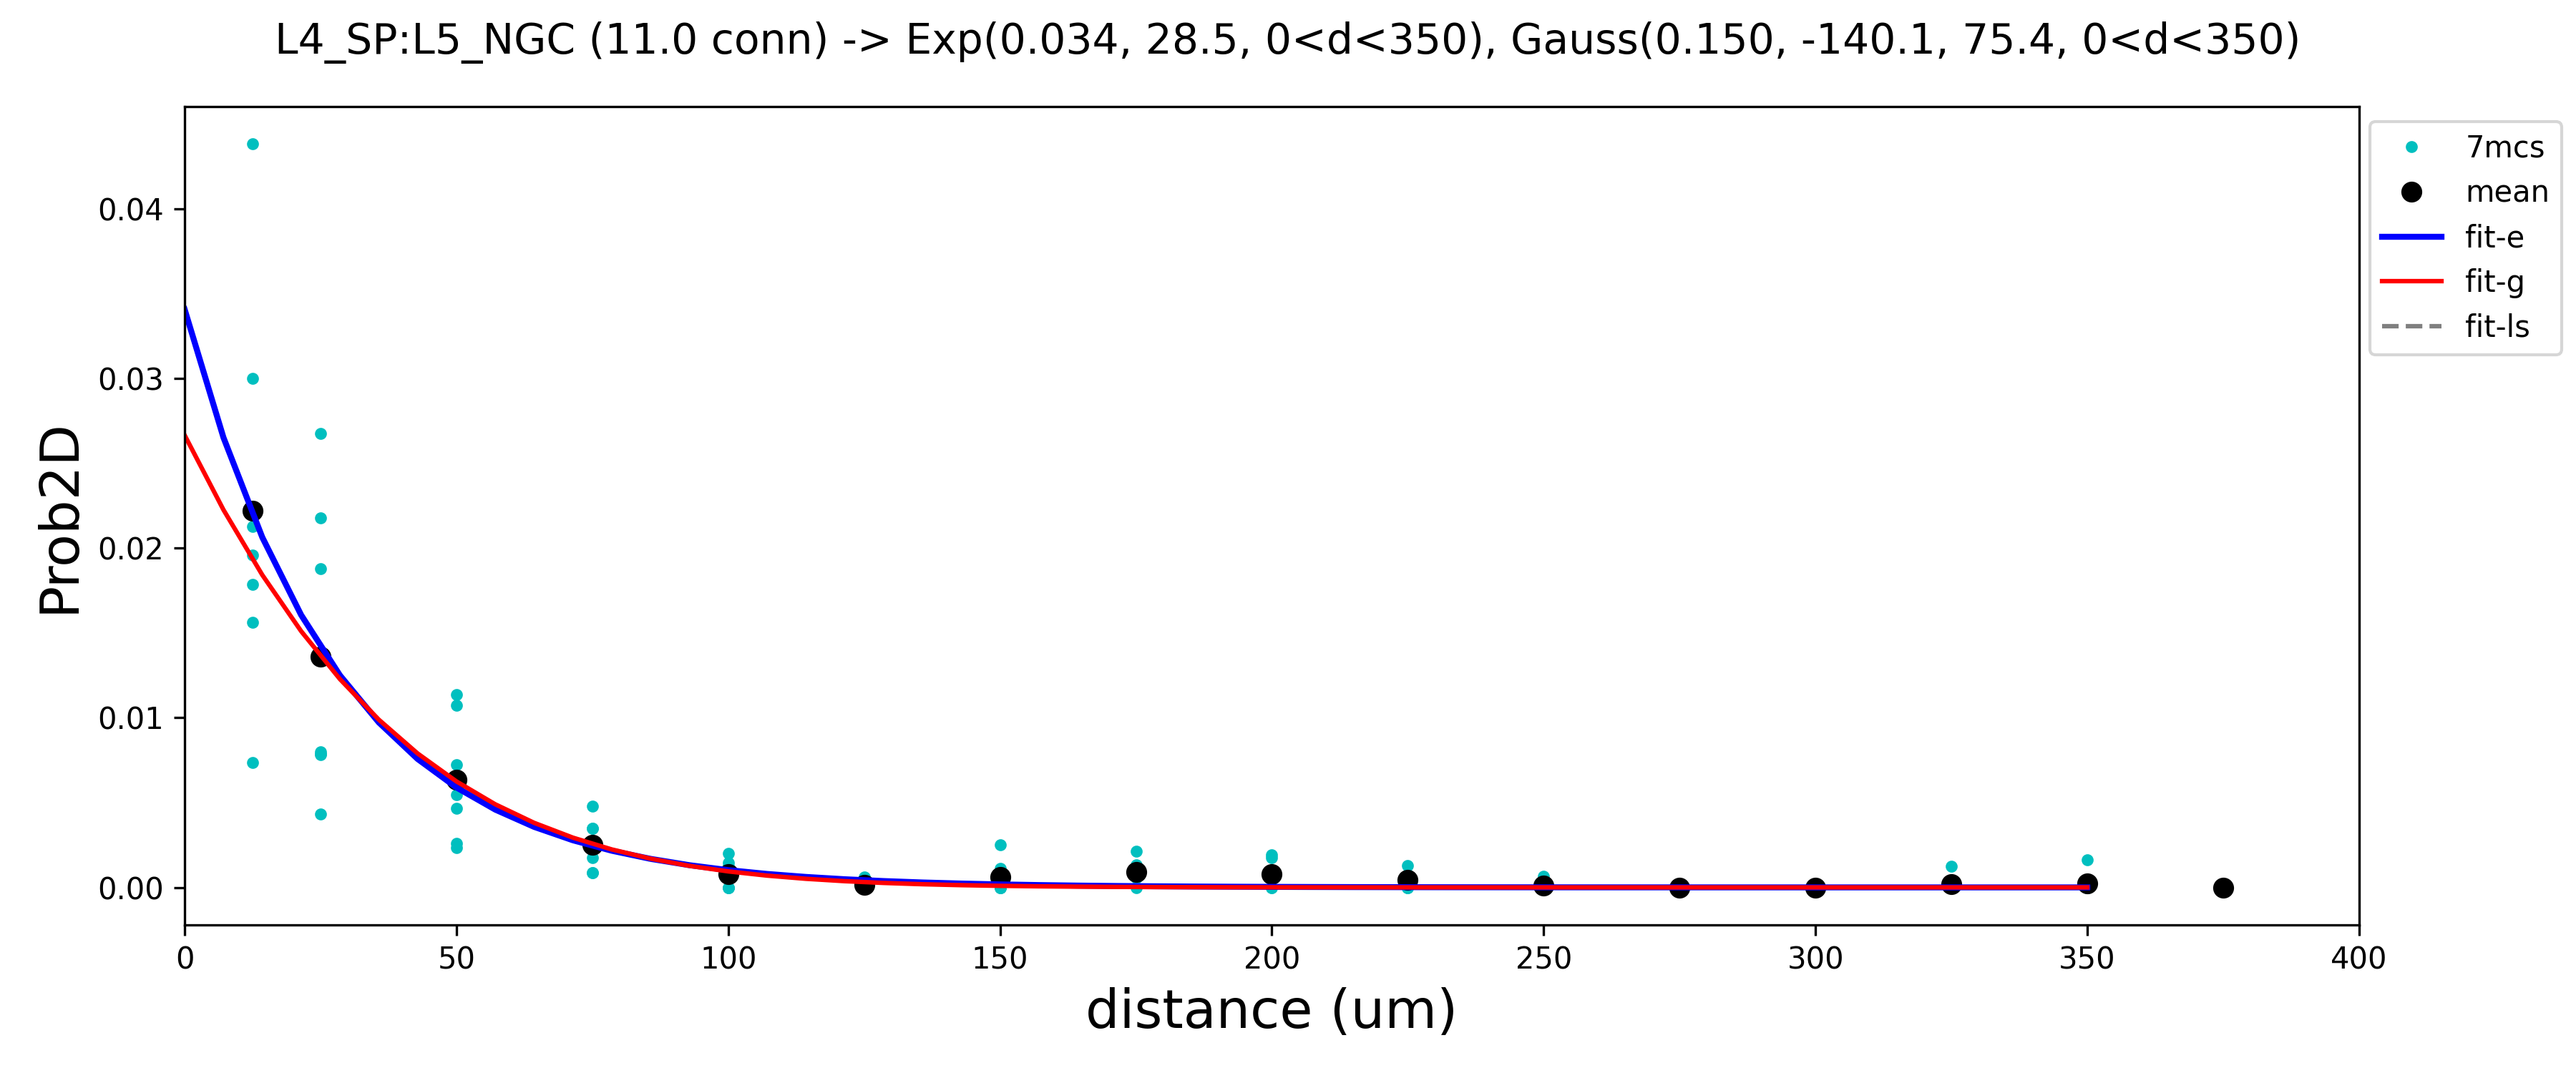 L4_SP:L5_NGC (11.0 conn) -> Exp(0.034, 28.5, 0<d<350), Gauss(0.150, -140.1, 75.4, 0<d<350)
7mcs
mean
fit-e
fit-g
fit-ls
Prob2D
0.04
0.03
0.02
0.01
0.00
0 50 100 150 200 250 300 350 400
distance (um)